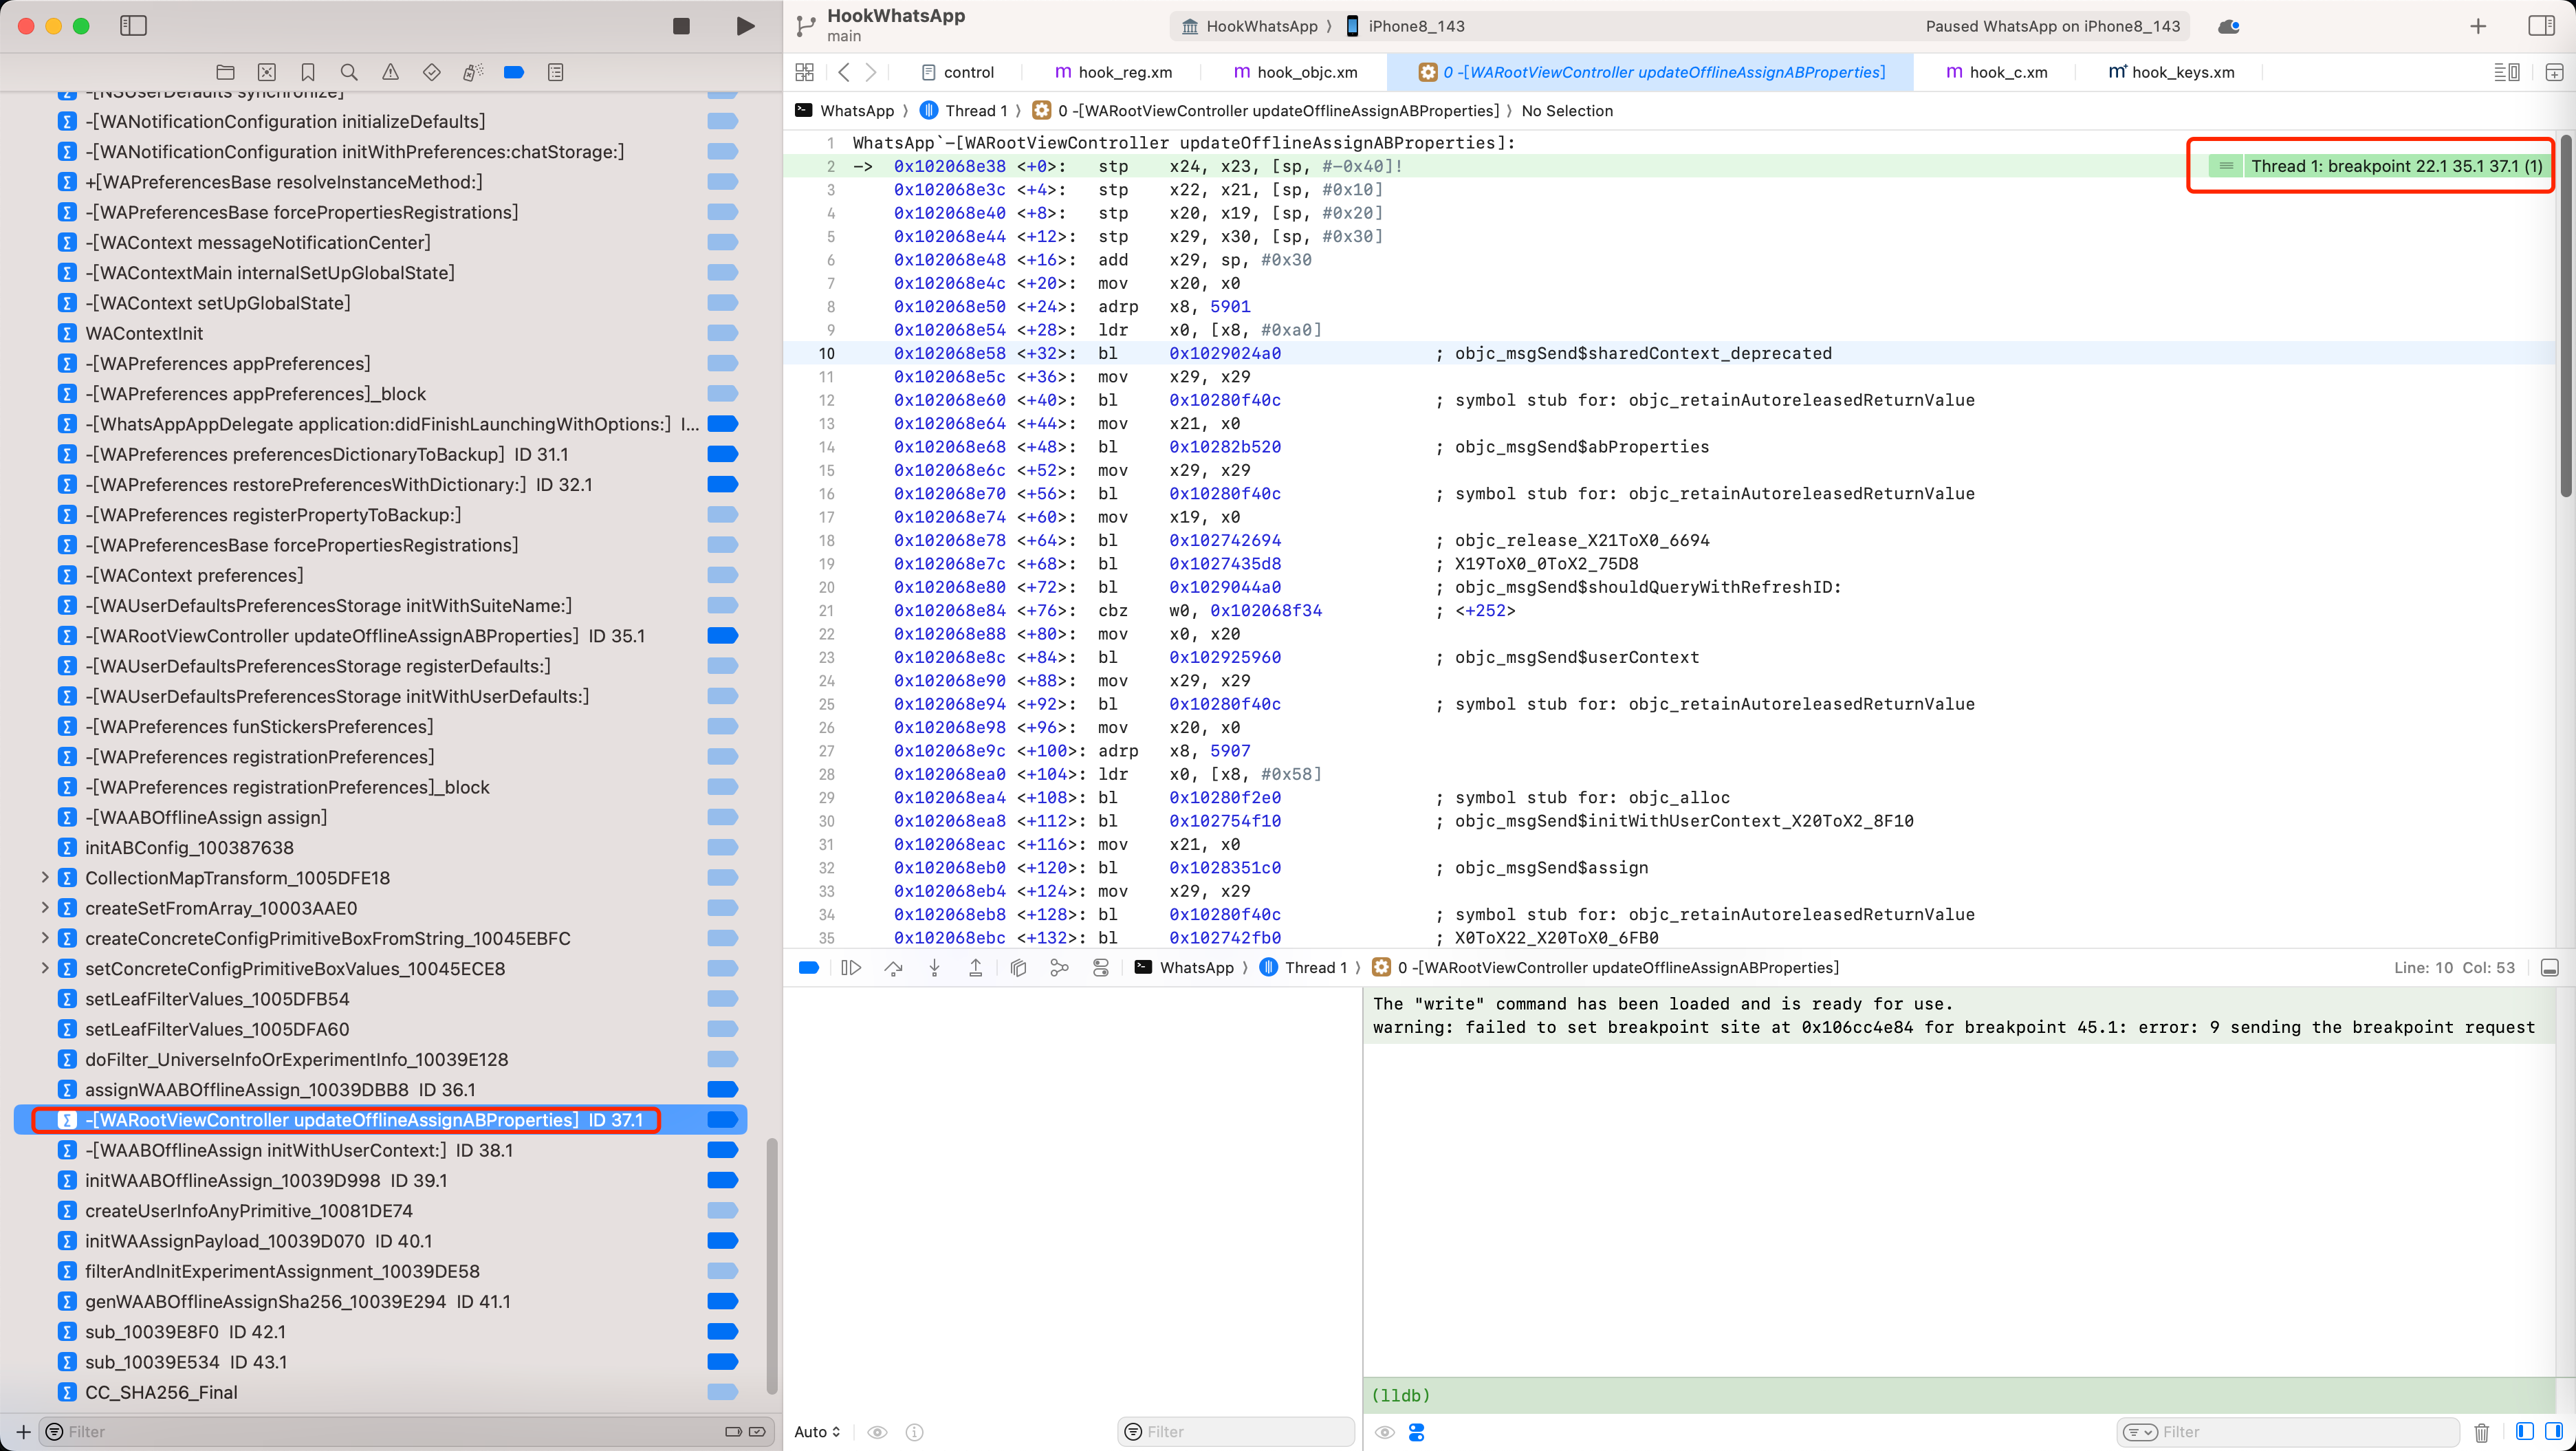 HookWhatsApp
main
HookWhatsApp 〉 iPhone8_143
Paused WhatsApp on iPhone8_143
control
hook_reg.xm
hook_objc.xm
0 -[WARootViewController updateOfflineAssignABProperties]
hook_c.xm
hook_keys.xm
WhatsApp 〉 Thread 1 〉 0 -[WARootViewController updateOfflineAssignABProperties] 〉 No Selection
-[NSUserDefaults synchronize]
-[WANotificationConfiguration initializeDefaults]
-[WANotificationConfiguration initWithPreferences:chatStorage:]
+[WAPreferencesBase resolveInstanceMethod:]
-[WAPreferencesBase forcePropertiesRegistrations]
-[WAContext messageNotificationCenter]
-[WAContextMain internalSetUpGlobalState]
-[WAContext setUpGlobalState]
WAContextInit
-[WAPreferences appPreferences]
-[WAPreferences appPreferences]_block
-[WhatsAppAppDelegate application:didFinishLaunchingWithOptions:] I...
-[WAPreferences preferencesDictionaryToBackup] ID 31.1
-[WAPreferences restorePreferencesWithDictionary:] ID 32.1
-[WAPreferences registerPropertyToBackup:]
-[WAPreferencesBase forcePropertiesRegistrations]
-[WAContext preferences]
-[WAUserDefaultsPreferencesStorage initWithSuiteName:]
-[WARootViewController updateOfflineAssignABProperties] ID 35.1
-[WAUserDefaultsPreferencesStorage registerDefaults:]
-[WAUserDefaultsPreferencesStorage initWithUserDefaults:]
-[WAPreferences funStickersPreferences]
-[WAPreferences registrationPreferences]
-[WAPreferences registrationPreferences]_block
-[WAABOfflineAssign assign]
initABConfig_100387638
CollectionMapTransform_1005DFE18
createSetFromArray_10003AAE0
createConcreteConfigPrimitiveBoxFromString_10045EBFC
setConcreteConfigPrimitiveBoxValues_10045ECE8
setLeafFilterValues_1005DFB54
setLeafFilterValues_1005DFA60
doFilter_UniverseInfoOrExperimentInfo_10039E128
assignWAABOfflineAssign_10039DBB8 ID 36.1
-[WARootViewController updateOfflineAssignABProperties] ID 37.1
-[WAABOfflineAssign initWithUserContext:] ID 38.1
initWAABOfflineAssign_10039D998 ID 39.1
createUserInfoAnyPrimitive_10081DE74
initWAAssignPayload_10039D070 ID 40.1
filterAndInitExperimentAssignment_10039DE58
genWAABOfflineAssignSha256_10039E294 ID 41.1
sub_10039E8F0 ID 42.1
sub_10039E534 ID 43.1
CC_SHA256_Final
Filter
1 WhatsApp`-[WARootViewController updateOfflineAssignABProperties]:
2 -> 0x102068e38 <+0>: stp x24, x23, [sp, #-0x40]!
Thread 1: breakpoint 22.1 35.1 37.1 (1)
3 0x102068e3c <+4>: stp x22, x21, [sp, #0x10]
4 0x102068e40 <+8>: stp x20, x19, [sp, #0x20]
5 0x102068e44 <+12>: stp x29, x30, [sp, #0x30]
6 0x102068e48 <+16>: add x29, sp, #0x30
7 0x102068e4c <+20>: mov x20, x0
8 0x102068e50 <+24>: adrp x8, 5901
9 0x102068e54 <+28>: ldr x0, [x8, #0xa0]
10 0x102068e58 <+32>: bl 0x1029024a0 ; objc_msgSend$sharedContext_deprecated
11 0x102068e5c <+36>: mov x29, x29
12 0x102068e60 <+40>: bl 0x10280f40c ; symbol stub for: objc_retainAutoreleasedReturnValue
13 0x102068e64 <+44>: mov x21, x0
14 0x102068e68 <+48>: bl 0x10282b520 ; objc_msgSend$abProperties
15 0x102068e6c <+52>: mov x29, x29
16 0x102068e70 <+56>: bl 0x10280f40c ; symbol stub for: objc_retainAutoreleasedReturnValue
17 0x102068e74 <+60>: mov x19, x0
18 0x102068e78 <+64>: bl 0x102742694 ; objc_release_X21ToX0_6694
19 0x102068e7c <+68>: bl 0x1027435d8 ; X19ToX0_0ToX2_75D8
20 0x102068e80 <+72>: bl 0x1029044a0 ; objc_msgSend$shouldQueryWithRefreshID:
21 0x102068e84 <+76>: cbz w0, 0x102068f34 ; <+252>
22 0x102068e88 <+80>: mov x0, x20
23 0x102068e8c <+84>: bl 0x102925960 ; objc_msgSend$userContext
24 0x102068e90 <+88>: mov x29, x29
25 0x102068e94 <+92>: bl 0x10280f40c ; symbol stub for: objc_retainAutoreleasedReturnValue
26 0x102068e98 <+96>: mov x20, x0
27 0x102068e9c <+100>: adrp x8, 5907
28 0x102068ea0 <+104>: ldr x0, [x8, #0x58]
29 0x102068ea4 <+108>: bl 0x10280f2e0 ; symbol stub for: objc_alloc
30 0x102068ea8 <+112>: bl 0x102754f10 ; objc_msgSend$initWithUserContext_X20ToX2_8F10
31 0x102068eac <+116>: mov x21, x0
32 0x102068eb0 <+120>: bl 0x1028351c0 ; objc_msgSend$assign
33 0x102068eb4 <+124>: mov x29, x29
34 0x102068eb8 <+128>: bl 0x10280f40c ; symbol stub for: objc_retainAutoreleasedReturnValue
35 0x102068ebc <+132>: bl 0x102742fb0 ; X0ToX22_X20ToX0_6FB0
WhatsApp 〉 Thread 1 〉 0 -[WARootViewController updateOfflineAssignABProperties]
Line: 10 Col: 53
The "write" command has been loaded and is ready for use.
warning: failed to set breakpoint site at 0x106cc4e84 for breakpoint 45.1: error: 9 sending the breakpoint request
(lldb)
Auto
Filter
Filter